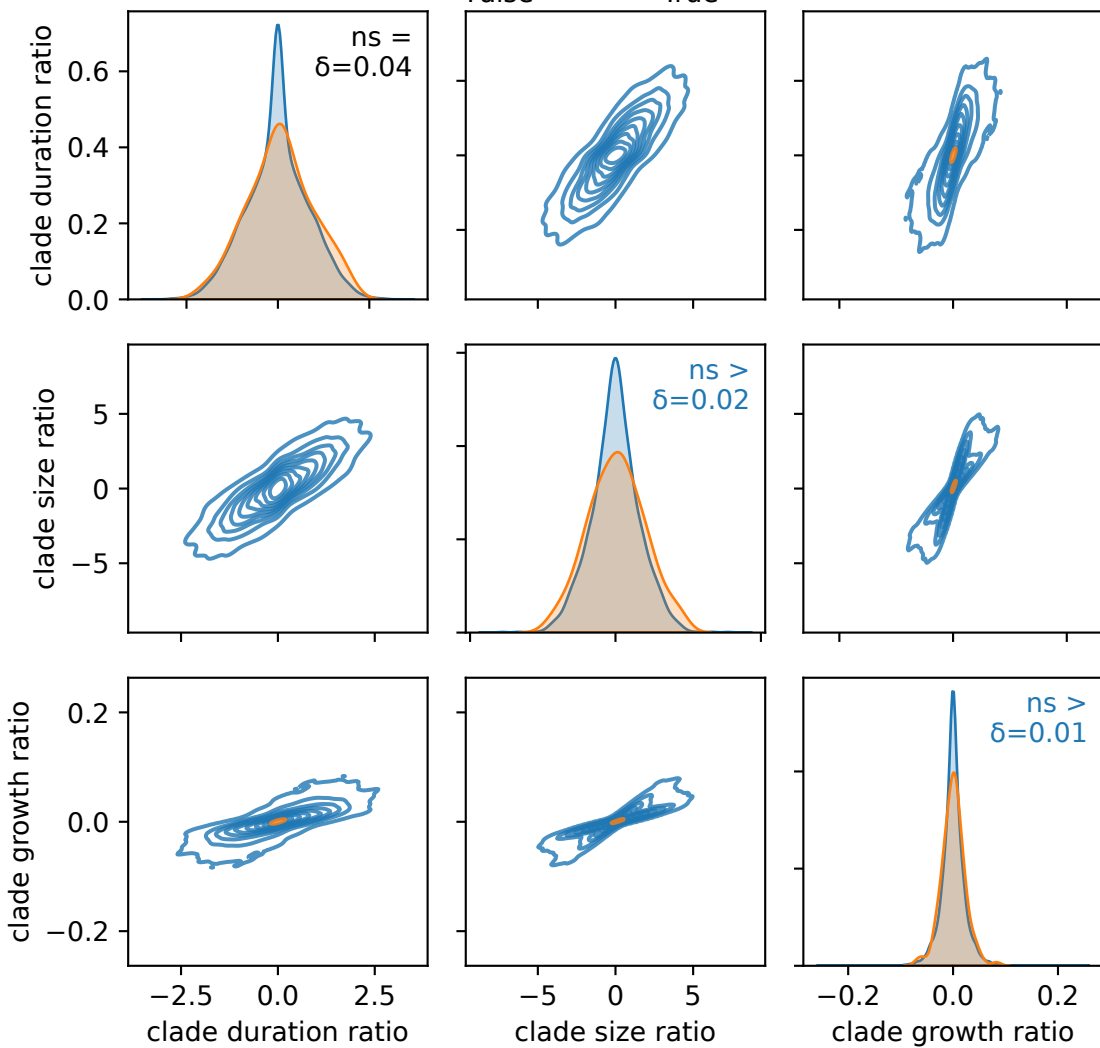 clade duration ratio
0.6
0.4
0.2
0.0
ns =
δ=0.04
clade size ratio
5
0
−5
ns >
δ=0.02
clade growth ratio
0.2
0.0
−0.2
ns >
δ=0.01
−2.5 0.0 2.5
−5 0 5
−0.2 0.0 0.2
clade duration ratio
clade size ratio
clade growth ratio